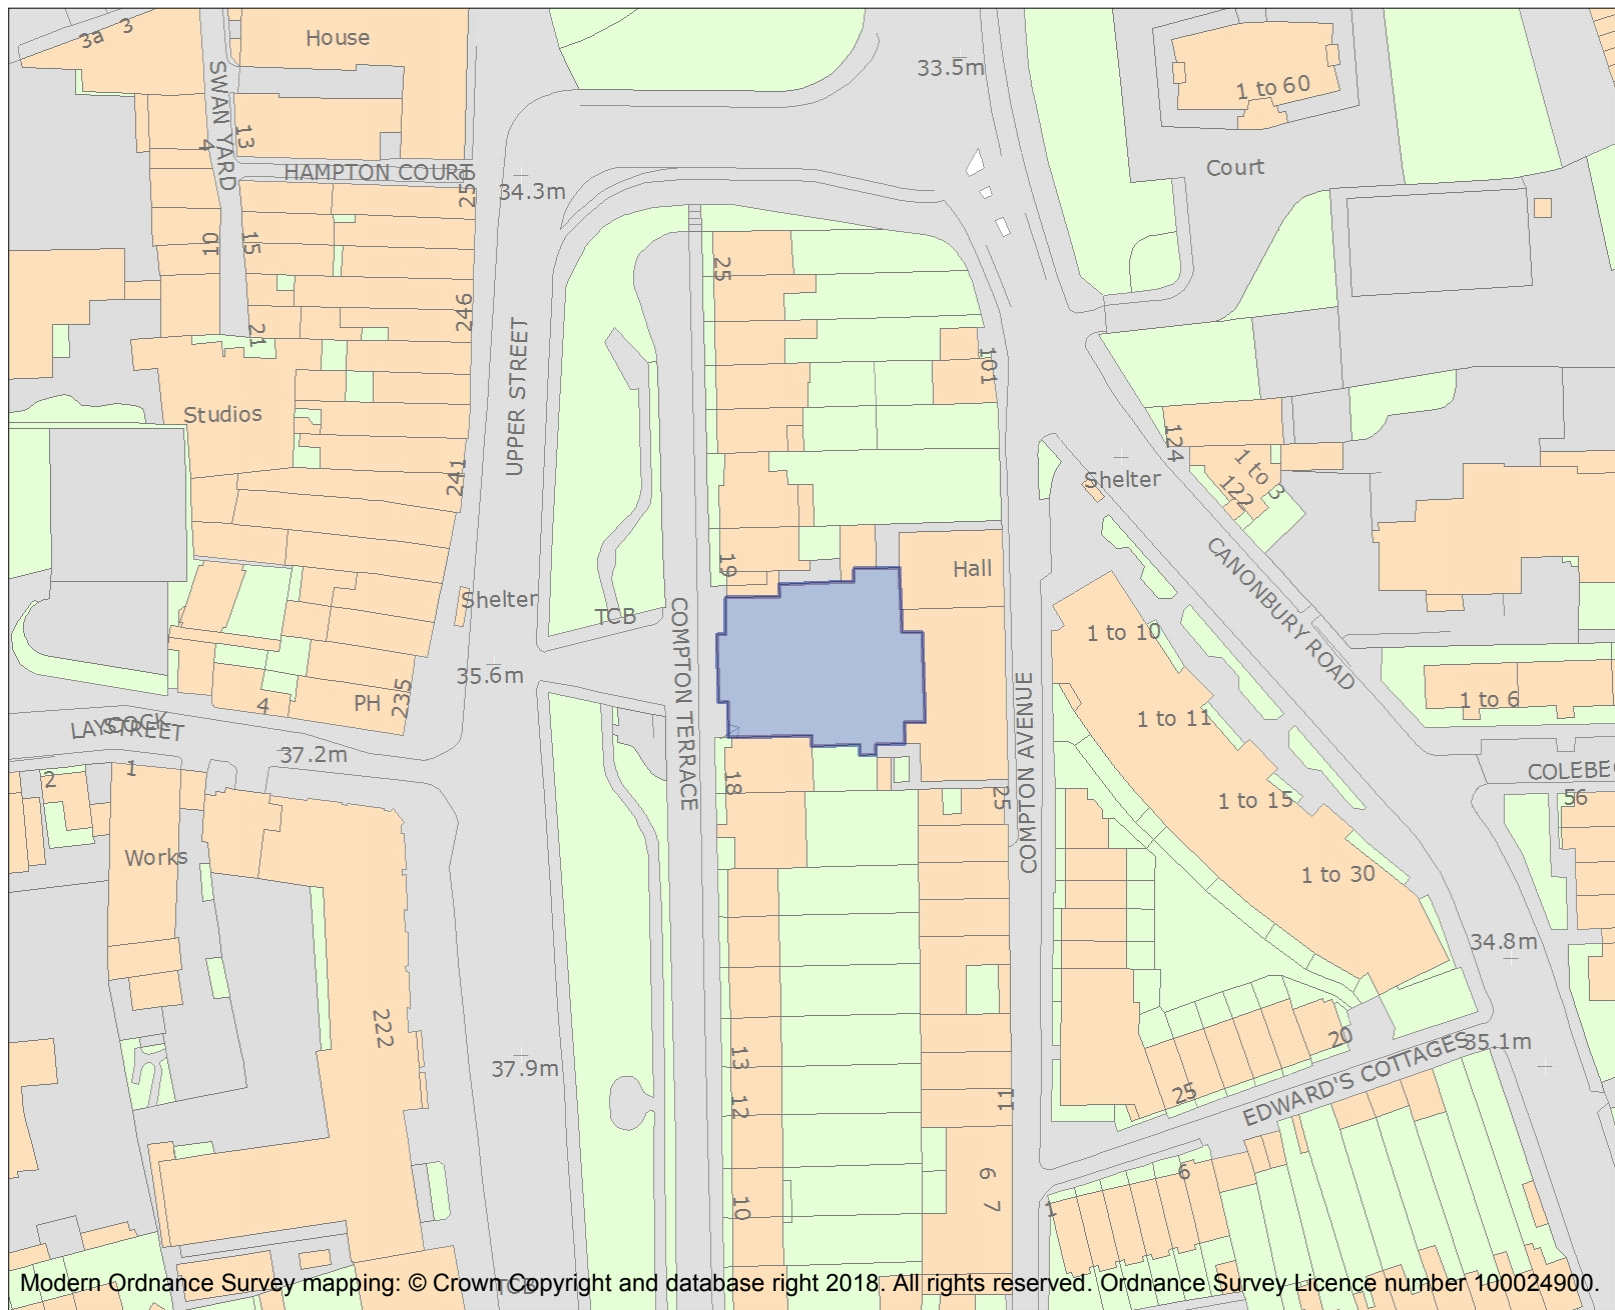 3a 3
House
33.5m
1 to 60
SWAN YARD
13
4
HAMPTON COURT
250
34.3m
Court
10
15
25
246
21
UPPER STREET
101
Studios
124
241
Shelter
1 to 3
122
19
Hall
CANONBURY ROAD
Shelter
TCB
COMPTON TERRACE
1 to 10
35.6m
COMPTON AVENUE
4
PH
235
1 to 6
LAYSTREET
COCK
1 to 11
37.2m
2
1
18
25
COLEBE
56
1 to 15
Works
1 to 30
34.8m
222
37.9m
13
12
11
20
35.1m
25
EDWARD'S COTTAGES
10
6
7
6
1
TCB
Modern Ordnance Survey mapping: © Crown Copyright and database right 2018. All rights reserved. Ordnance Survey Licence number 100024900.